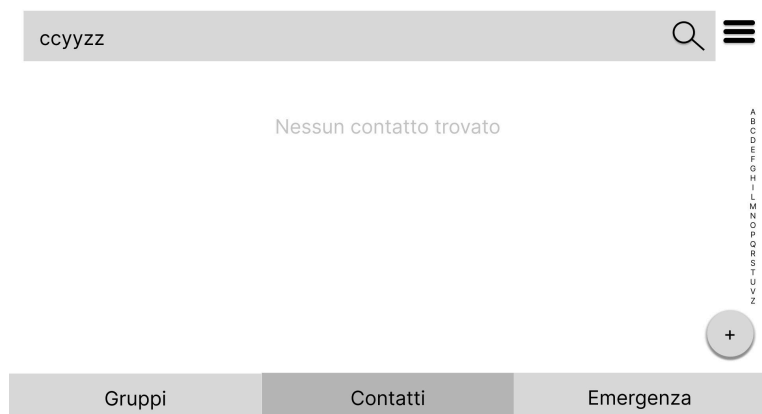 ccyyzz
Nessun contatto trovato
A
B
C
D
E
F
G
H
I
L
M
N
O
P
Q
R
S
T
U
V
Z
+
Gruppi
Contatti
Emergenza